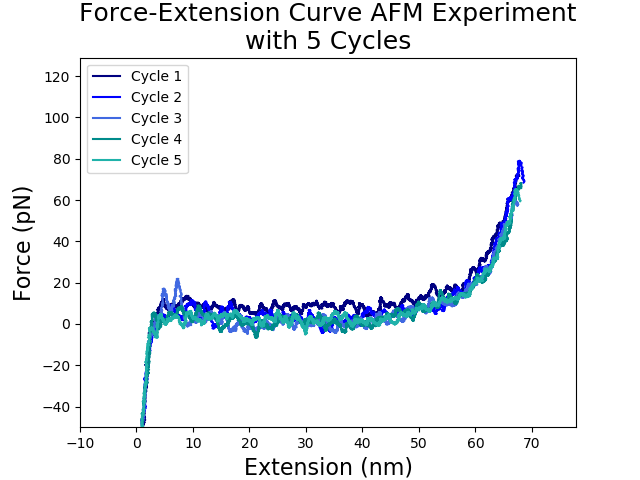 Force-Extension Curve AFM Experiment
with 5 Cycles
Cycle 1
Cycle 2
Cycle 3
Cycle 4
Cycle 5
Force (pN)
120
100
80
60
40
20
0
−20
−40
−10 0 10 20 30 40 50 60 70
Extension (nm)